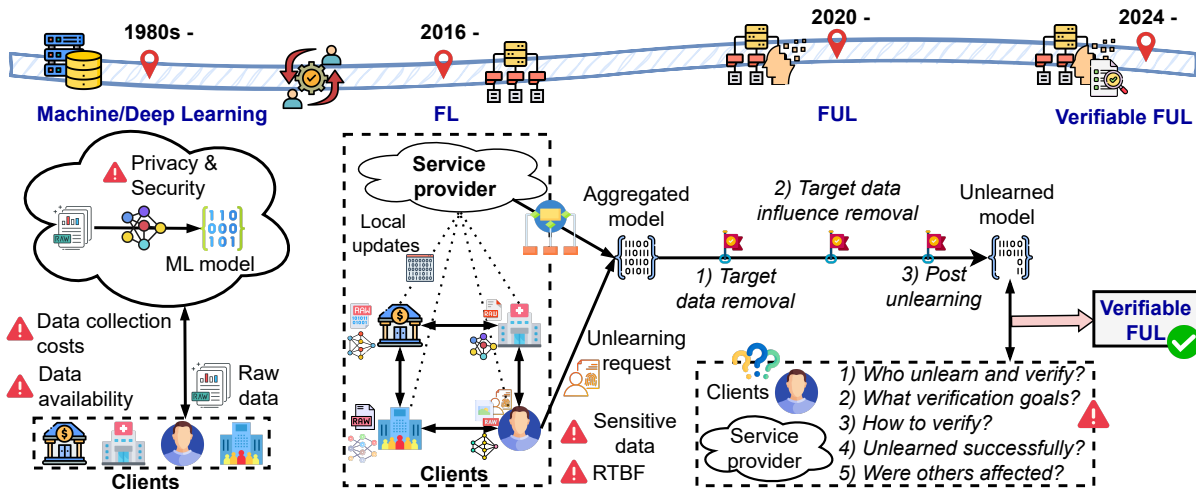 1980s -
2016 -
2020 -
2024 -
Machine/Deep Learning
FL
FUL
Verifiable FUL
Privacy &
Security
RAW
ML model
Data collection
costs
Data
availability
RAW
Raw
data
Clients
Service
provider
Local
updates
RAW
RAW
RAW
RAW
Clients
Aggregated
model
Unlearning
request
Sensitive
data
RTBF
1) Target
data removal
2) Target data
influence removal
3) Post
unlearning
Unlearned
model
Verifiable
FUL
Clients
Service
provider
1) Who unlearn and verify?
2) What verification goals?
3) How to verify?
4) Unlearned successfully?
5) Were others affected?